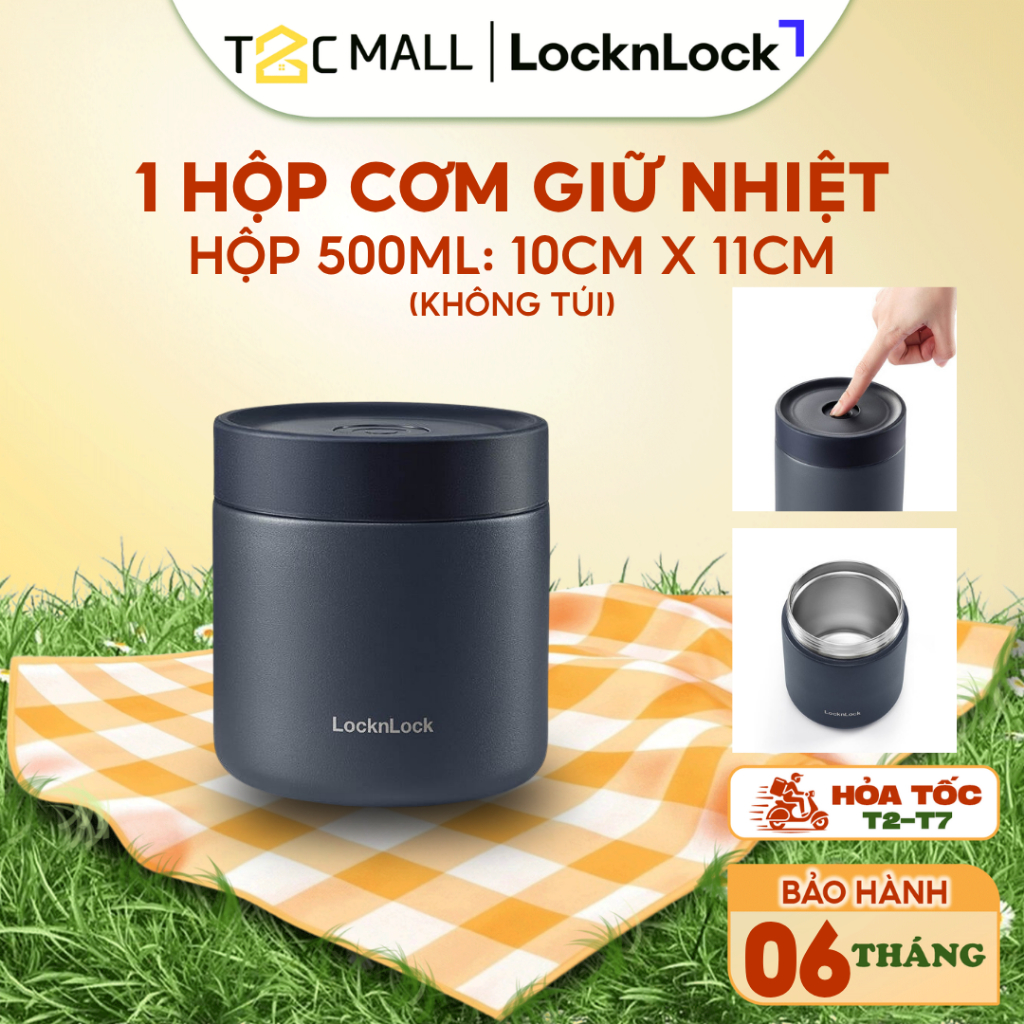 T2C MALL | LocknLock
1 HỘP CƠM GIỮ NHIỆT
HỘP 500ML: 10CM X 11CM
(KHÔNG TÚI)
LocknLock
LocknLock
HỎA TỐC
T2-T7
BẢO HÀNH
06 THÁNG